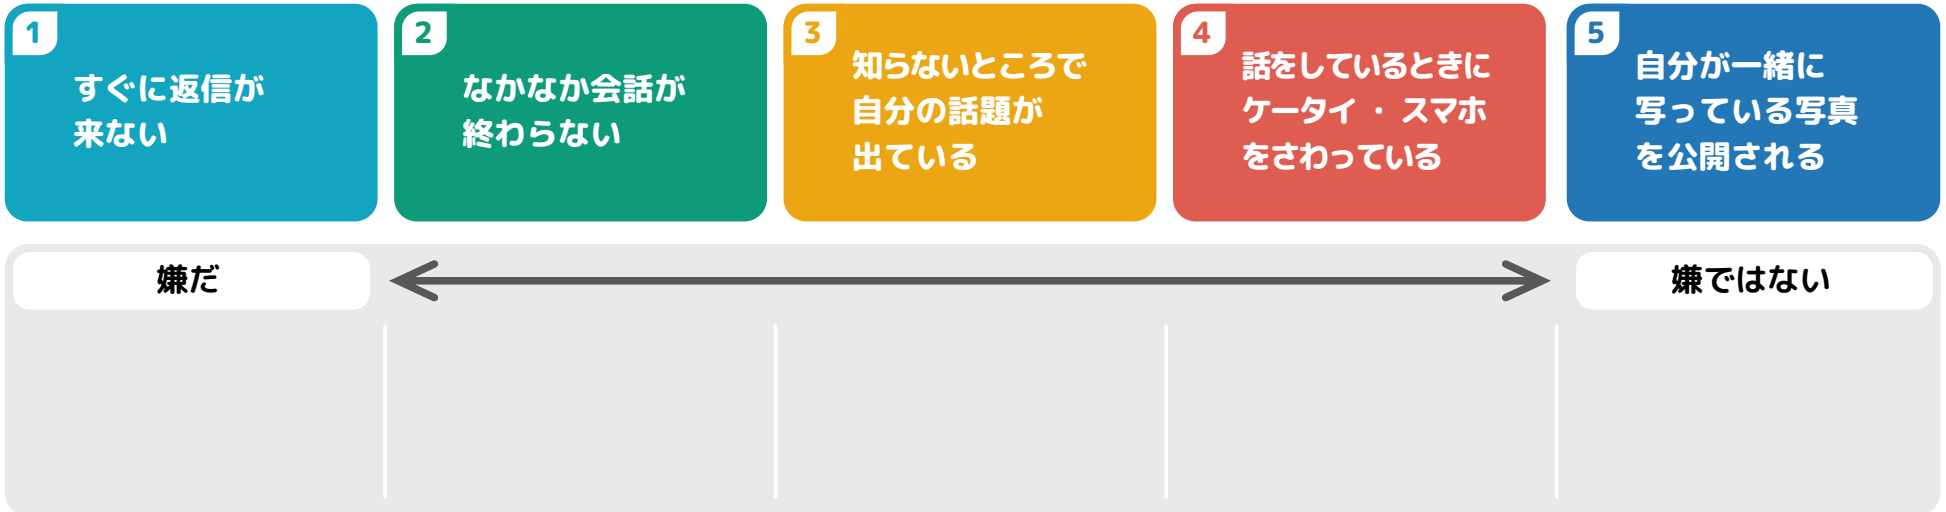 1
すぐに返信が
来ない
2
なかなか会話が
終わらない
3
知らないところで
自分の話題が
出ている
4
話をしているときに
ケータイ ・ スマホ
をさわっている
5
自分が一緒に
写っている写真
を公開される
嫌だ
嫌ではない